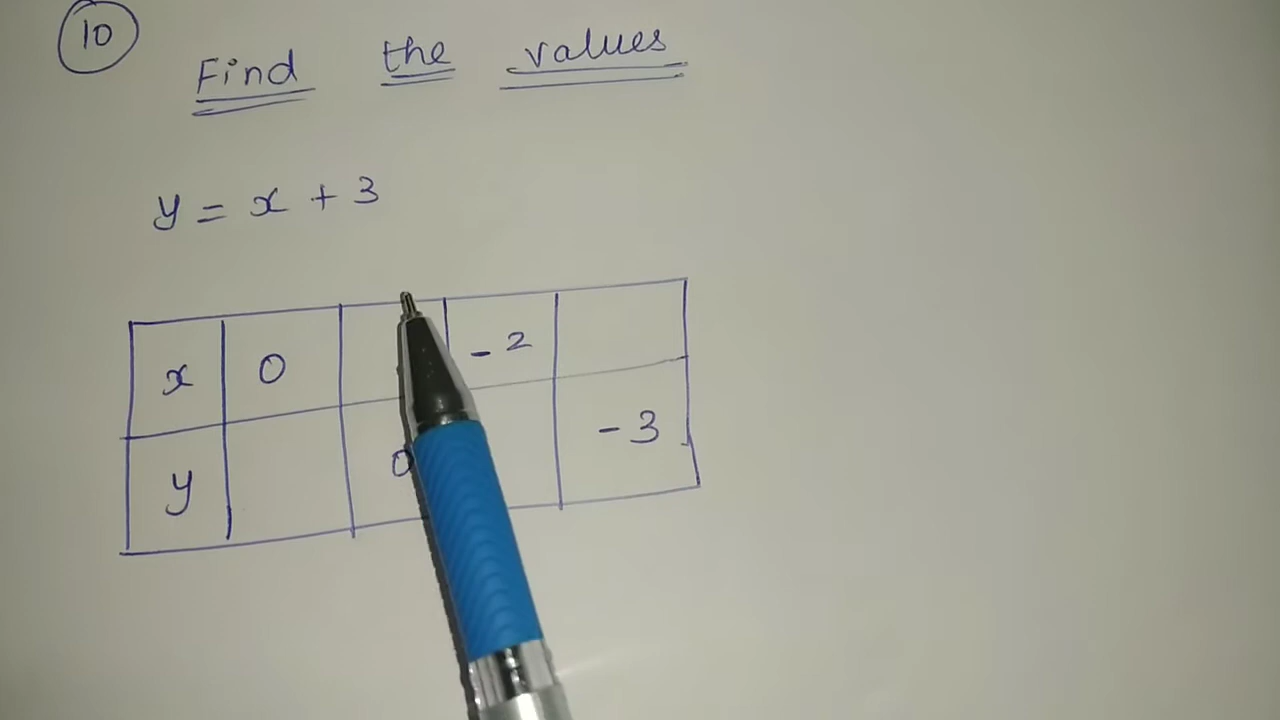 10
Find the values
y = x + 3
x 0 -2
y 0 -3